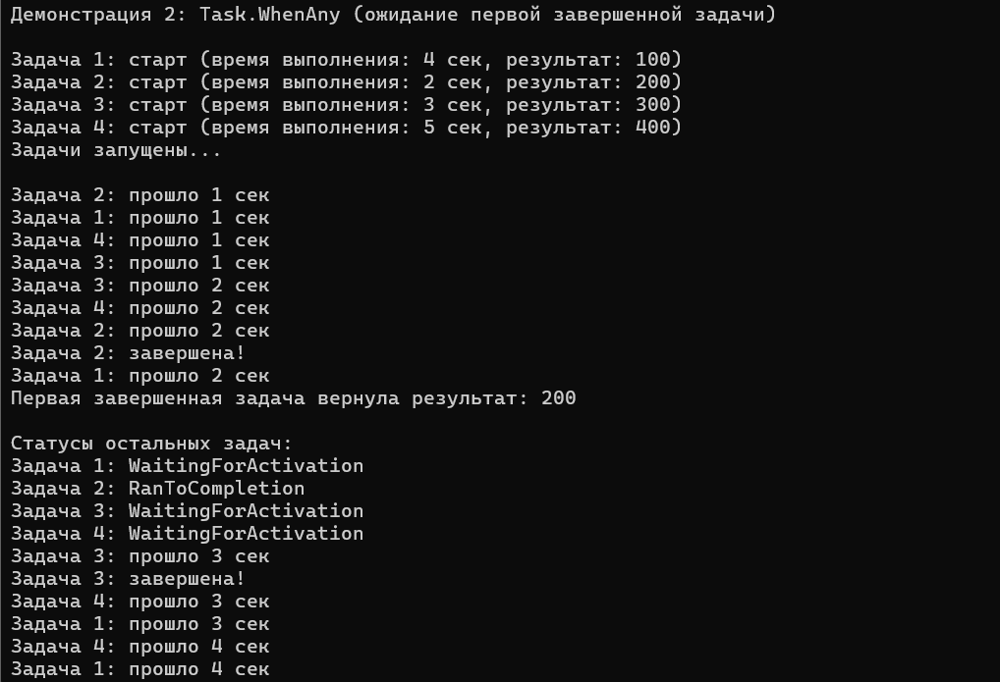 Демонстрация 2: Task.WhenAny (ожидание первой завершенной задачи)
Задача 1: старт (время выполнения: 4 сек, результат: 100)
Задача 2: старт (время выполнения: 2 сек, результат: 200)
Задача 3: старт (время выполнения: 3 сек, результат: 300)
Задача 4: старт (время выполнения: 5 сек, результат: 400)
Задачи запущены...
Задача 2: прошло 1 сек
Задача 1: прошло 1 сек
Задача 4: прошло 1 сек
Задача 3: прошло 1 сек
Задача 3: прошло 2 сек
Задача 4: прошло 2 сек
Задача 2: прошло 2 сек
Задача 2: завершена!
Задача 1: прошло 2 сек
Первая завершенная задача вернула результат: 200
Статусы остальных задач:
Задача 1: WaitingForActivation
Задача 2: RanToCompletion
Задача 3: WaitingForActivation
Задача 4: WaitingForActivation
Задача 3: прошло 3 сек
Задача 3: завершена!
Задача 4: прошло 3 сек
Задача 1: прошло 3 сек
Задача 4: прошло 4 сек
Задача 1: прошло 4 сек